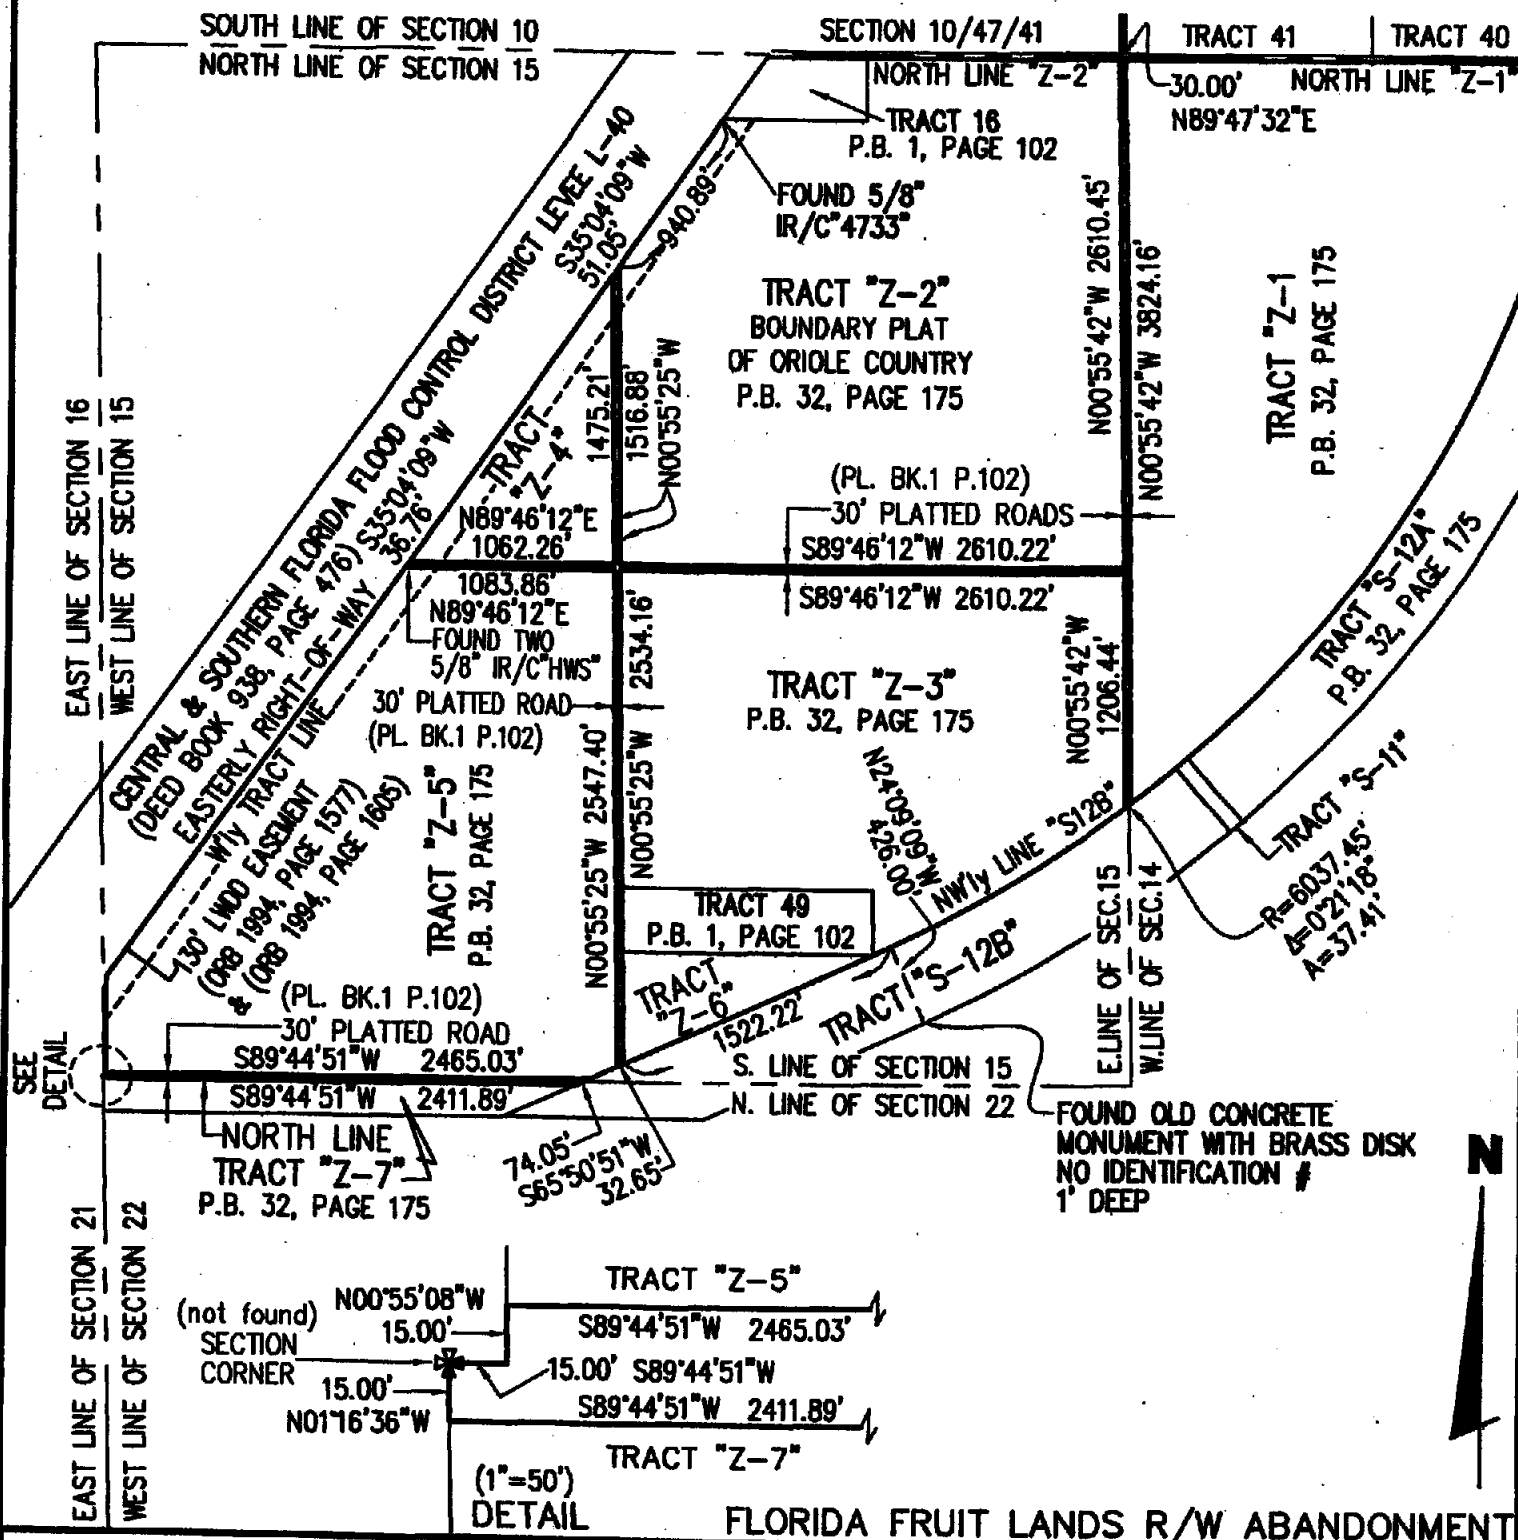 SOUTH LINE OF SECTION 10
NORTH LINE OF SECTION 15
SECTION 10/47/41
TRACT 41
TRACT 40
NORTH LINE "Z-2"
30.00'
N89°47'32"E
NORTH LINE "Z-1"
TRACT 16
P.B. 1, PAGE 102
FOUND 5/8"
IR/C"4733"
940.89'
S35°04'09"W
51.05'
CENTRAL & SOUTHERN FLORIDA FLOOD CONTROL DISTRICT LEVEE L-40
(DEED BOOK 938, PAGE 476) S35°04'09"W
EASTERLY RIGHT-OF-WAY 36.76'
W'ly TRACT LINE
EAST LINE OF SECTION 16
WEST LINE OF SECTION 15
TRACT "Z-2"
BOUNDARY PLAT
OF ORIOLE COUNTRY
P.B. 32, PAGE 175
N00°55'42"W 2610.45'
N00°55'42"W 3824.16'
TRACT "Z-1
P.B. 32, PAGE 175
TRACT
"Z-4"
1475.21'
1516.88'
N00°55'25"W
(PL. BK.1 P.102)
30' PLATTED ROADS
S89°46'12"W 2610.22'
S89°46'12"W 2610.22'
N89°46'12"E
1062.26'
1083.86'
N89°46'12"E
FOUND TWO
5/8" IR/C"HWS"
30' PLATTED ROAD
(PL. BK.1 P.102)
N00°55'25"W 2534.16'
N00°55'25"W 2547.40'
TRACT "Z-3"
P.B. 32, PAGE 175
N00°55'42"W
1206.44'
TRACT "S-12A"
P.B. 32, PAGE 175
TRACT "S-11"
R=6037.45'
Δ=0°21'18"
A=37.41'
N24°09'09"W
426.00'
NW'ly LINE "S12B"
TRACT "S-12B"
TRACT 49
P.B. 1, PAGE 102
TRACT
"Z-6"
1522.22'
TRACT "Z-5"
P.B. 32, PAGE 175
130' LWDD EASEMENT
(ORB 1994, PAGE 1577)
& (ORB 1994, PAGE 1605)
(PL. BK.1 P.102)
30' PLATTED ROAD
S89°44'51"W 2465.03'
S89°44'51"W 2411.89'
SEE
DETAIL
NORTH LINE
TRACT "Z-7"
P.B. 32, PAGE 175
74.05'
S65°50'51"W
32.65'
S. LINE OF SECTION 15
N. LINE OF SECTION 22
E.LINE OF SEC.15
W.LINE OF SEC.14
FOUND OLD CONCRETE
MONUMENT WITH BRASS DISK
NO IDENTIFICATION #
1' DEEP
N
EAST LINE OF SECTION 21
WEST LINE OF SECTION 22
(not found)
SECTION
CORNER
N00°55'08"W
15.00'
TRACT "Z-5"
S89°44'51"W 2465.03'
15.00' S89°44'51"W
15.00'
N01°16'36"W
S89°44'51"W 2411.89'
TRACT "Z-7"
(1"=50')
DETAIL
FLORIDA FRUIT LANDS R/W ABANDONMENT